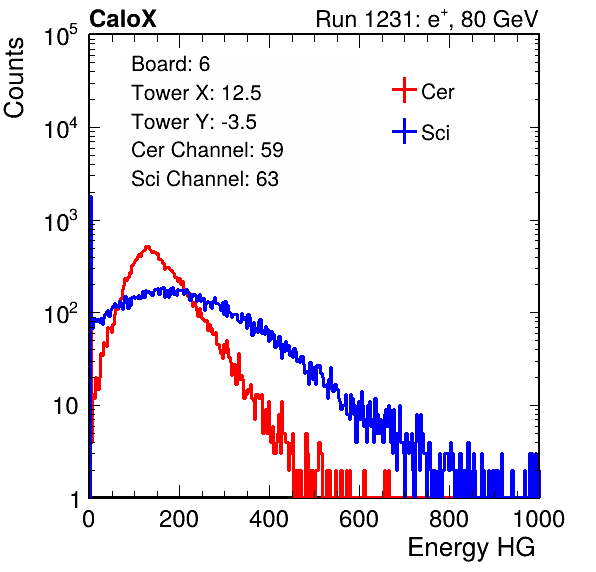 CaloX Run 1231: e⁺, 80 GeV
Counts
Board: 6
Tower X: 12.5
Tower Y: -3.5
Cer Channel: 59
Sci Channel: 63
Cer
Sci
10⁵
10⁴
10³
10²
10
1
0 200 400 600 800 1000
Energy HG